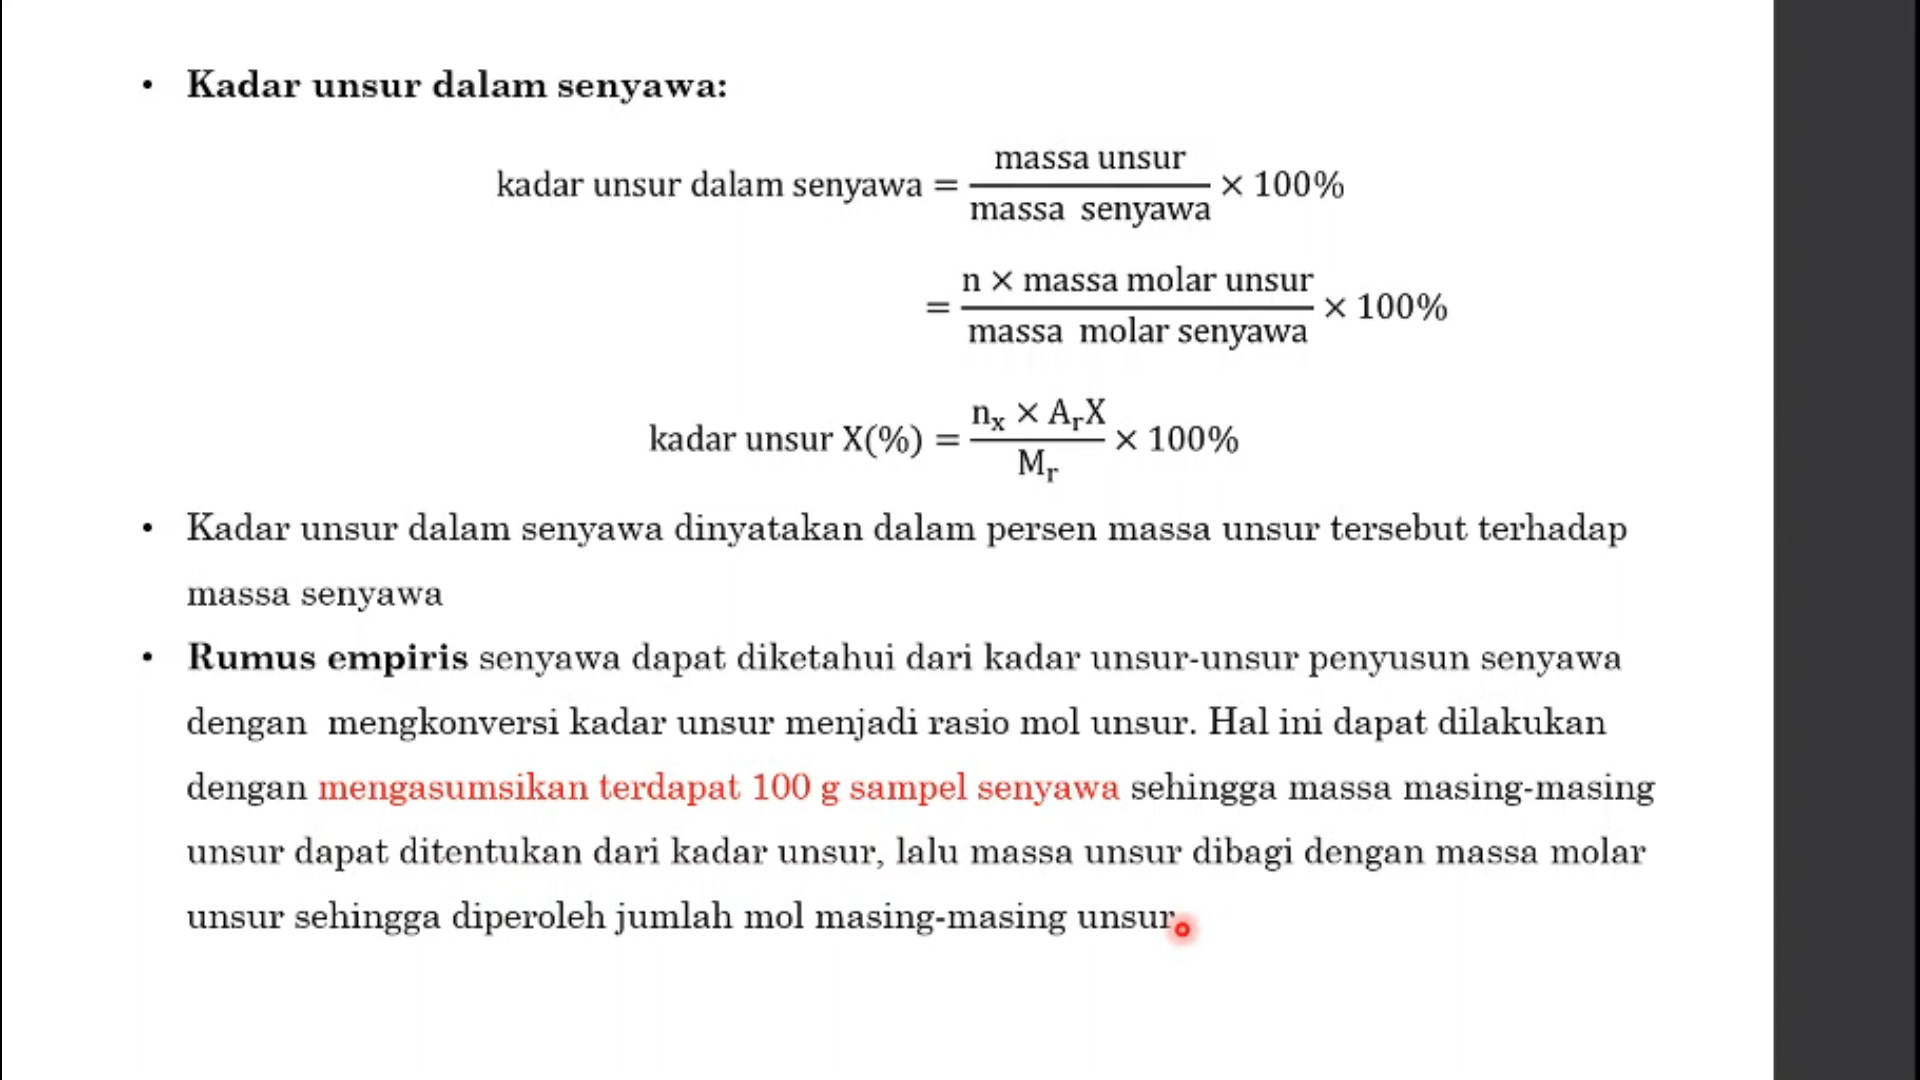 • Kadar unsur dalam senyawa:
kadar unsur dalam senyawa = massa unsur / massa senyawa × 100%
= n × massa molar unsur / massa molar senyawa × 100%
kadar unsur X(%) = nₓ × AᵣX / Mᵣ × 100%
• Kadar unsur dalam senyawa dinyatakan dalam persen massa unsur tersebut terhadap
massa senyawa
• Rumus empiris senyawa dapat diketahui dari kadar unsur-unsur penyusun senyawa
dengan mengkonversi kadar unsur menjadi rasio mol unsur. Hal ini dapat dilakukan
dengan mengasumsikan terdapat 100 g sampel senyawa sehingga massa masing-masing
unsur dapat ditentukan dari kadar unsur, lalu massa unsur dibagi dengan massa molar
unsur sehingga diperoleh jumlah mol masing-masing unsur.